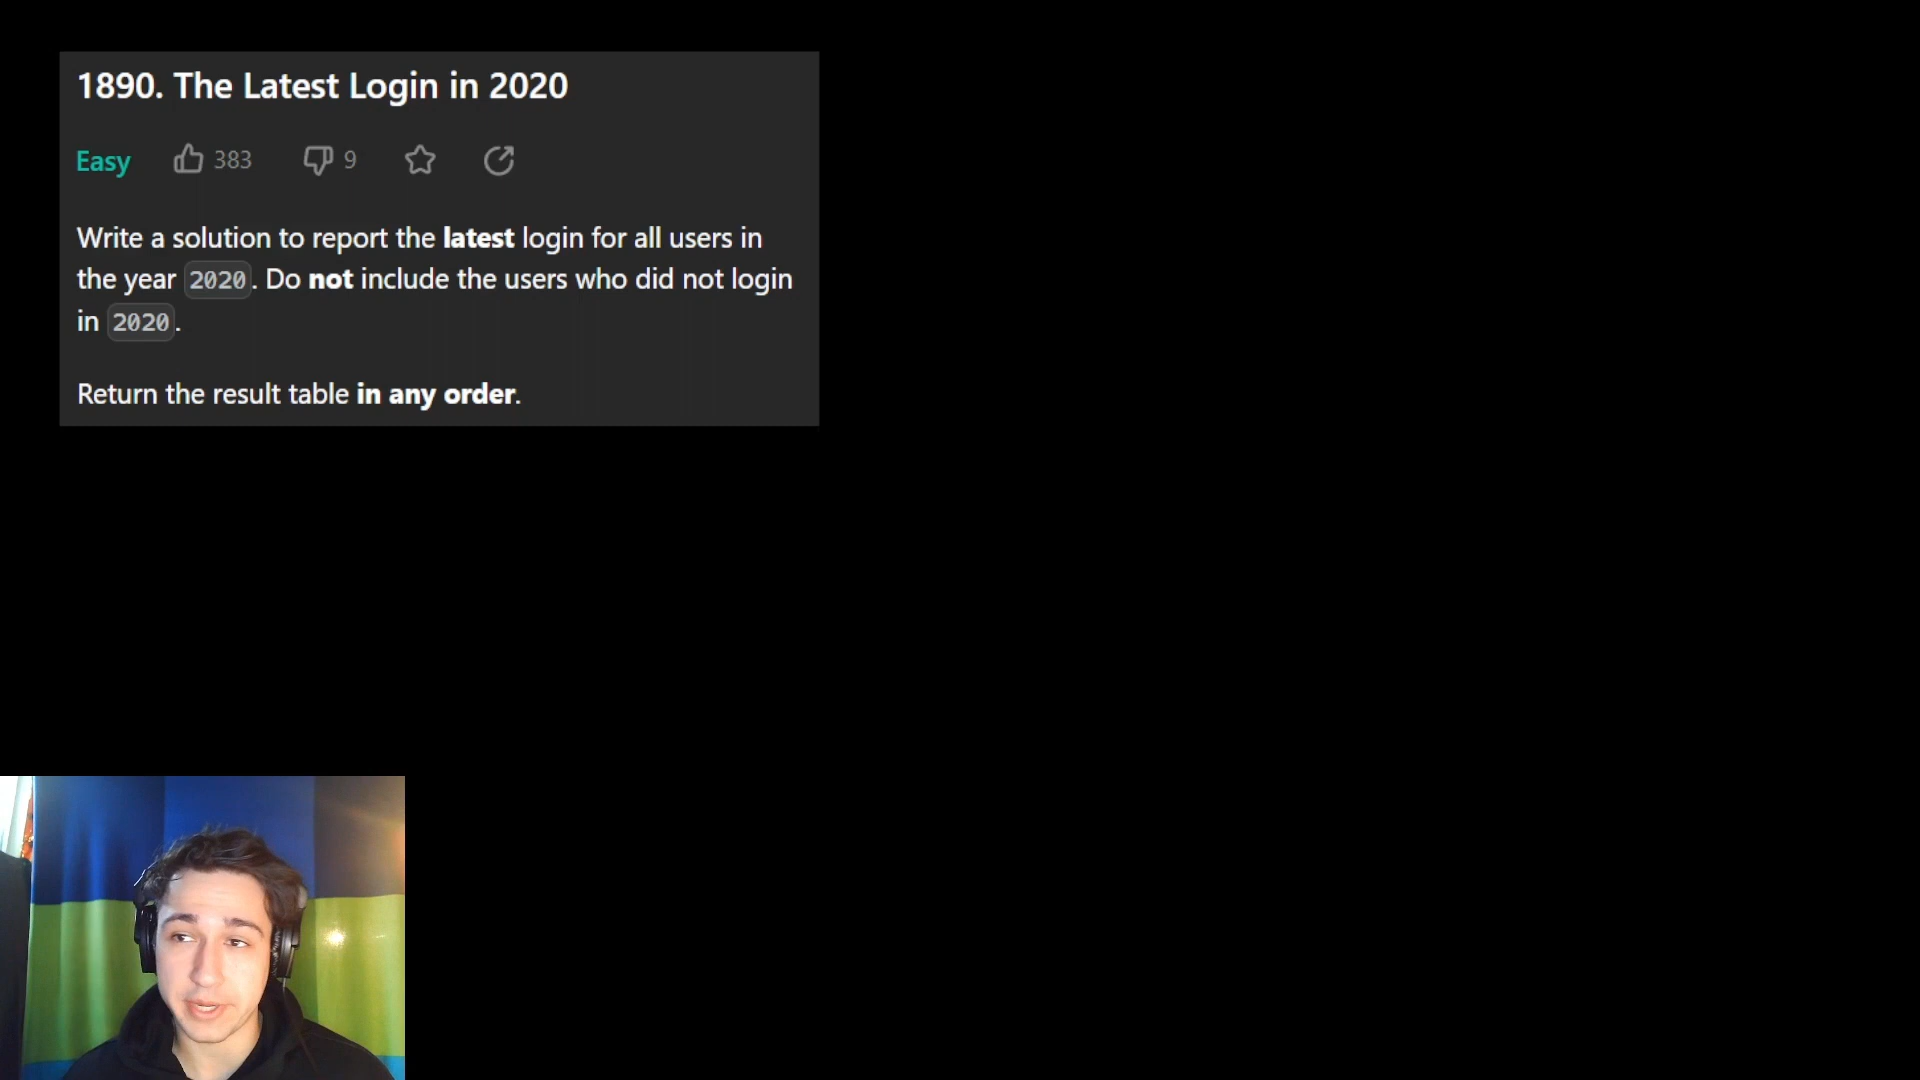 1890. The Latest Login in 2020
Easy 383 9
Write a solution to report the latest login for all users in
the year 2020. Do not include the users who did not login
in 2020.
Return the result table in any order.